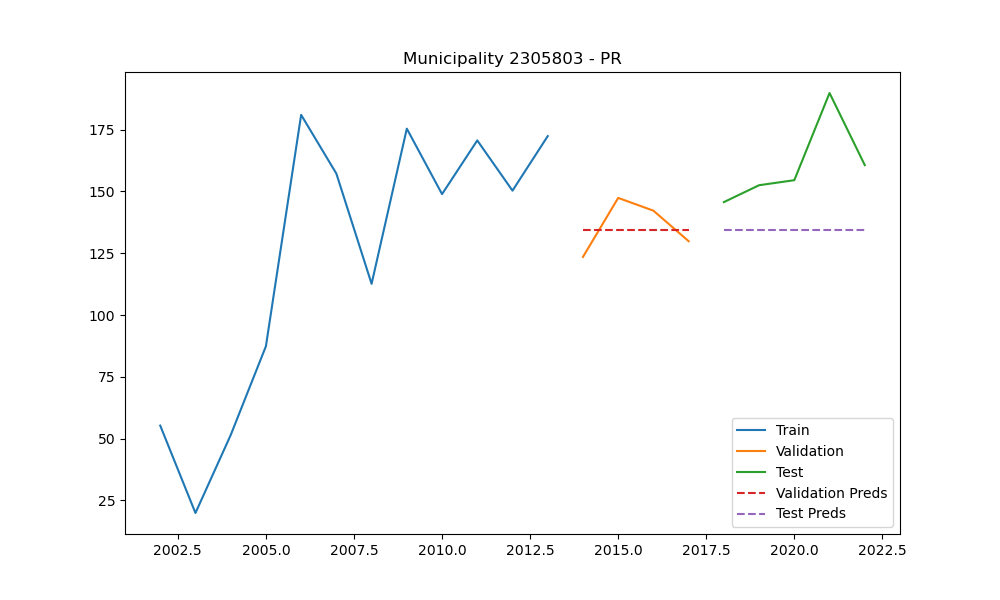 Municipality 2305803 - PR
175
150
125
100
75
50
25
2002.5 2005.0 2007.5 2010.0 2012.5 2015.0 2017.5 2020.0 2022.5
Train
Validation
Test
Validation Preds
Test Preds